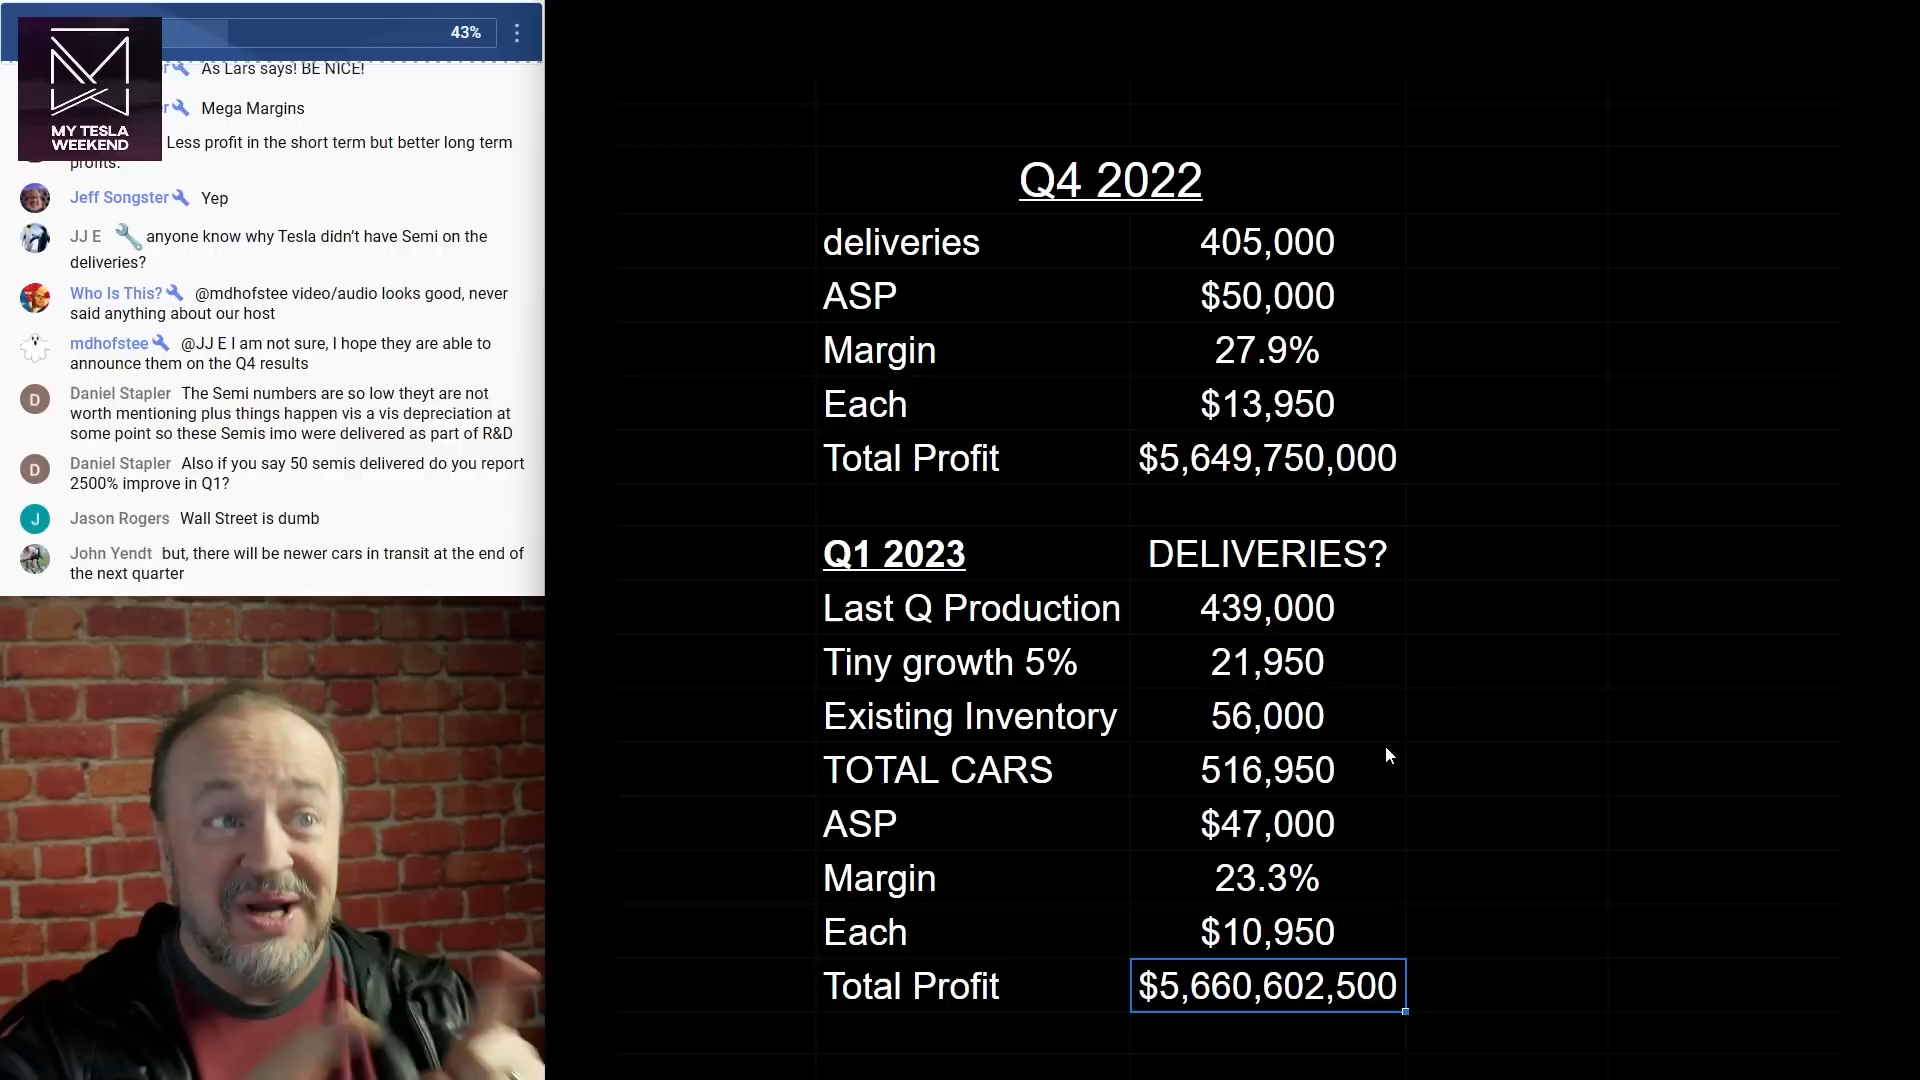 43%
MY TESLA
WEEKEND
As Lars says! BE NICE!
Mega Margins
Less profit in the short term but better long term
profits.
Jeff Songster Yep
JJ E anyone know why Tesla didn’t have Semi on the
deliveries?
Who Is This? @mdhofstee video/audio looks good, never
said anything about our host
mdhofstee @JJ E I am not sure, I hope they are able to
announce them on the Q4 results
D
Daniel Stapler The Semi numbers are so low theyt are not
worth mentioning plus things happen vis a vis depreciation at
some point so these Semis imo were delivered as part of R&D
D
Daniel Stapler Also if you say 50 semis delivered do you report
2500% improve in Q1?
J
Jason Rogers Wall Street is dumb
John Yendt but, there will be newer cars in transit at the end of
the next quarter
Q4 2022
deliveries 405,000
ASP $50,000
Margin 27.9%
Each $13,950
Total Profit $5,649,750,000
Q1 2023 DELIVERIES?
Last Q Production 439,000
Tiny growth 5% 21,950
Existing Inventory 56,000
TOTAL CARS 516,950
ASP $47,000
Margin 23.3%
Each $10,950
Total Profit $5,660,602,500